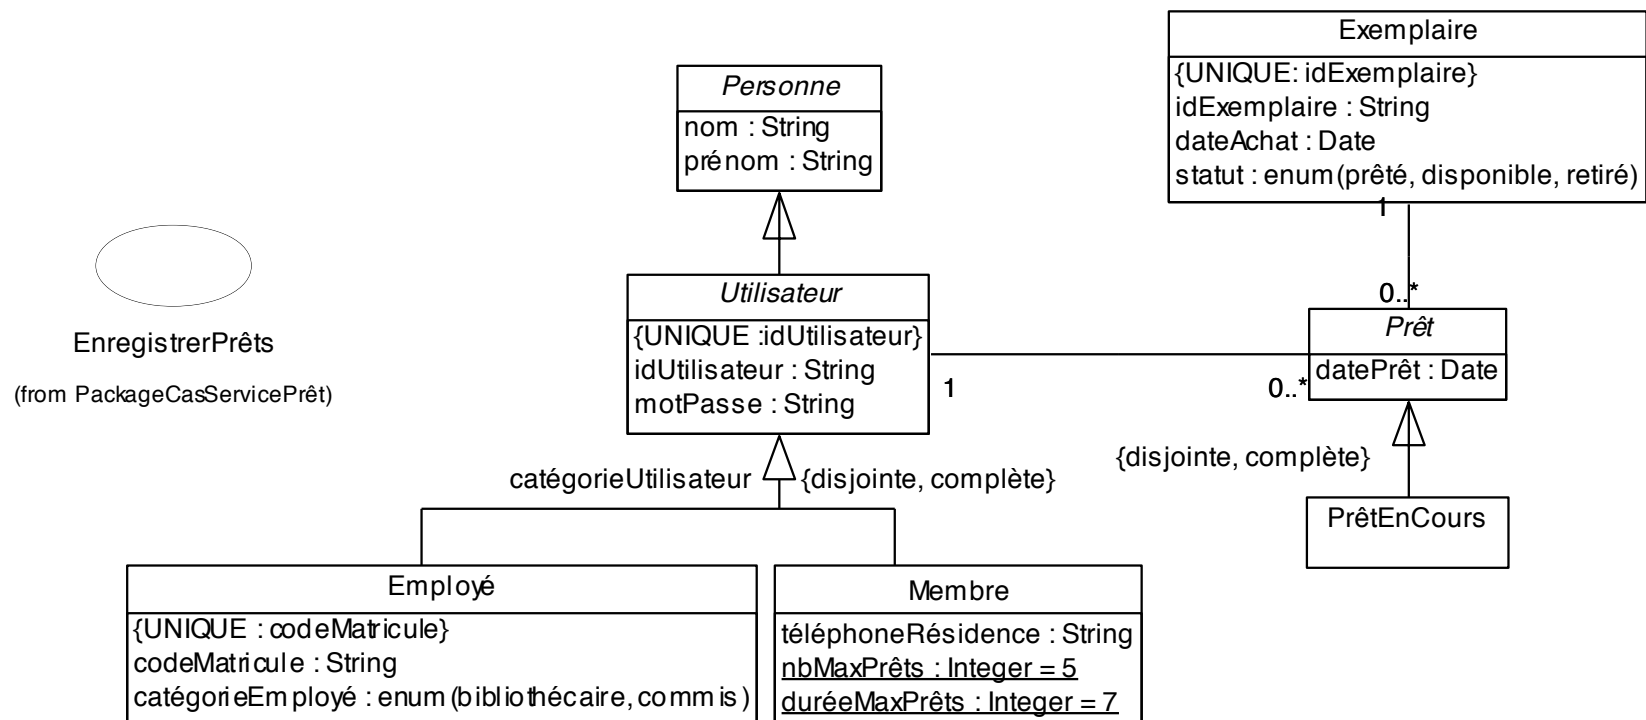 Exemplaire
{UNIQUE: idExemplaire}
idExemplaire : String
dateAchat : Date
statut : enum(prêté, disponible, retiré)
1
0..*
Personne
nom : String
prénom : String
EnregistrerPrêts
(from PackageCasServicePrêt)
Utilisateur
{UNIQUE :idUtilisateur}
idUtilisateur : String
motPasse : String
1
0..*
Prêt
datePrêt : Date
catégorieUtilisateur
{disjointe, complète}
{disjointe, complète}
PrêtEnCours
Employé
{UNIQUE : codeMatricule}
codeMatricule : String
catégorieEmployé : enum(bibliothécaire, commis)
Membre
téléphoneRésidence : String
nbMaxPrêts : Integer = 5
duréeMaxPrêts : Integer = 7